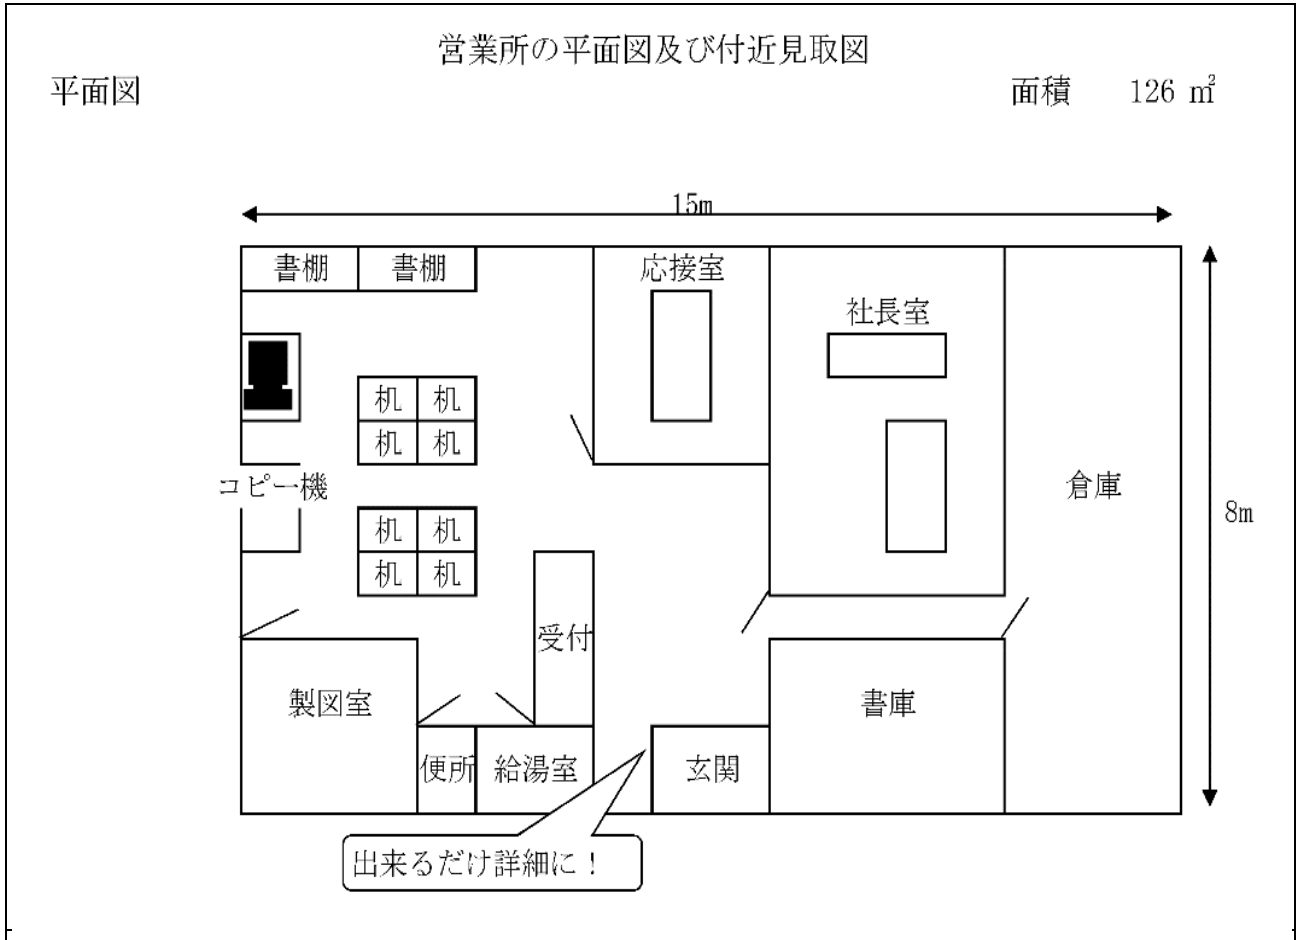 営業所の平面図及び付近見取図
平面図 面積 126 ㎡
15m
書棚 書棚 応接室
社長室
机 机
机 机
コピー機 倉庫
8m
机 机
机 机
受付
製図室 書庫
便所 給湯室 玄関
出来るだけ詳細に！